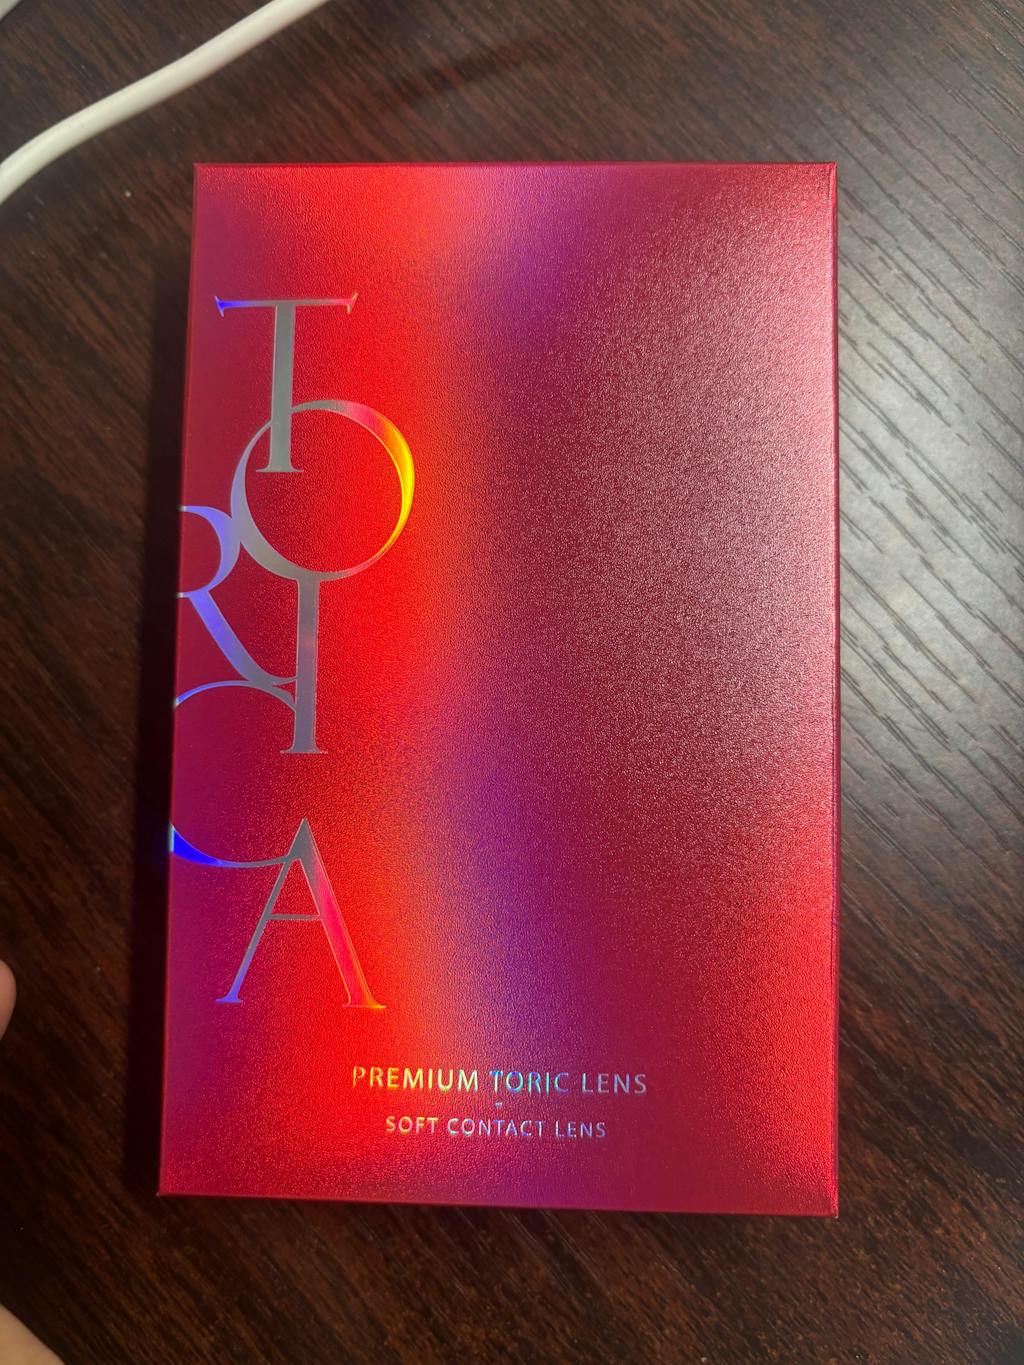 TORICA
PREMIUM TORIC LENS
-
SOFT CONTACT LENS